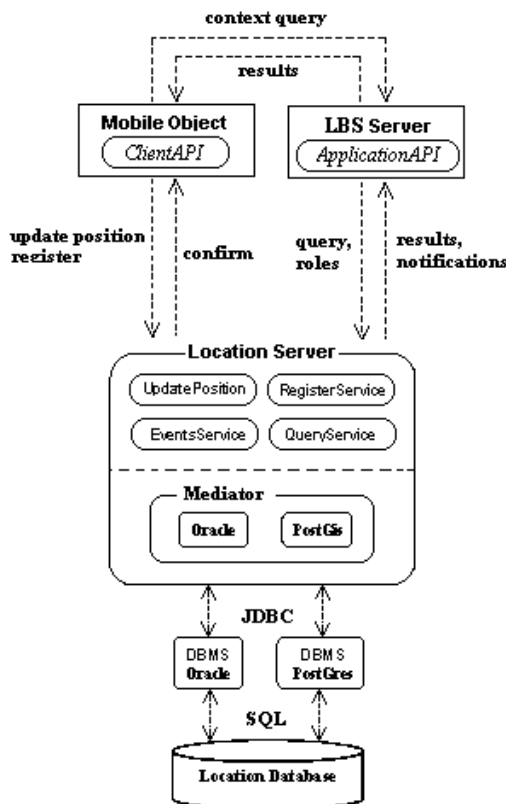 context query
results
Mobile Object
ClientAPI
LBS Server
ApplicationAPI
update position
register
confirm
query,
roles
results,
notifications
Location Server
UpdatePosition
RegisterService
EventsService
QueryService
Mediator
Oracle
PostGis
JDBC
DBMS
Oracle
DBMS
PostGres
SQL
Location Database